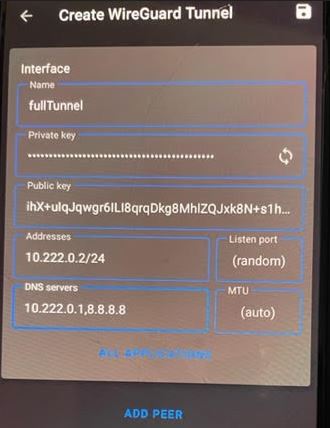 Create WireGuard Tunnel
Interface
Name
fullTunnel
Private key
Public key
ihX+ulqJqwgr6lLl8qrqDkg8MhlZQJxk8N+s1h...
Addresses
10.222.0.2/24
Listen port
(random)
DNS servers
10.222.0.1,8.8.8.8
MTU
(auto)
ALL APPLICATIONS
ADD PEER